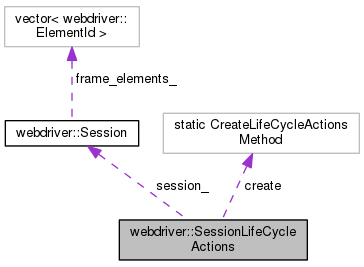 vector< webdriver::
ElementId >
frame_elements_
webdriver::Session
static CreateLifeCycleActions
Method
session_
create
webdriver::SessionLifeCycle
Actions